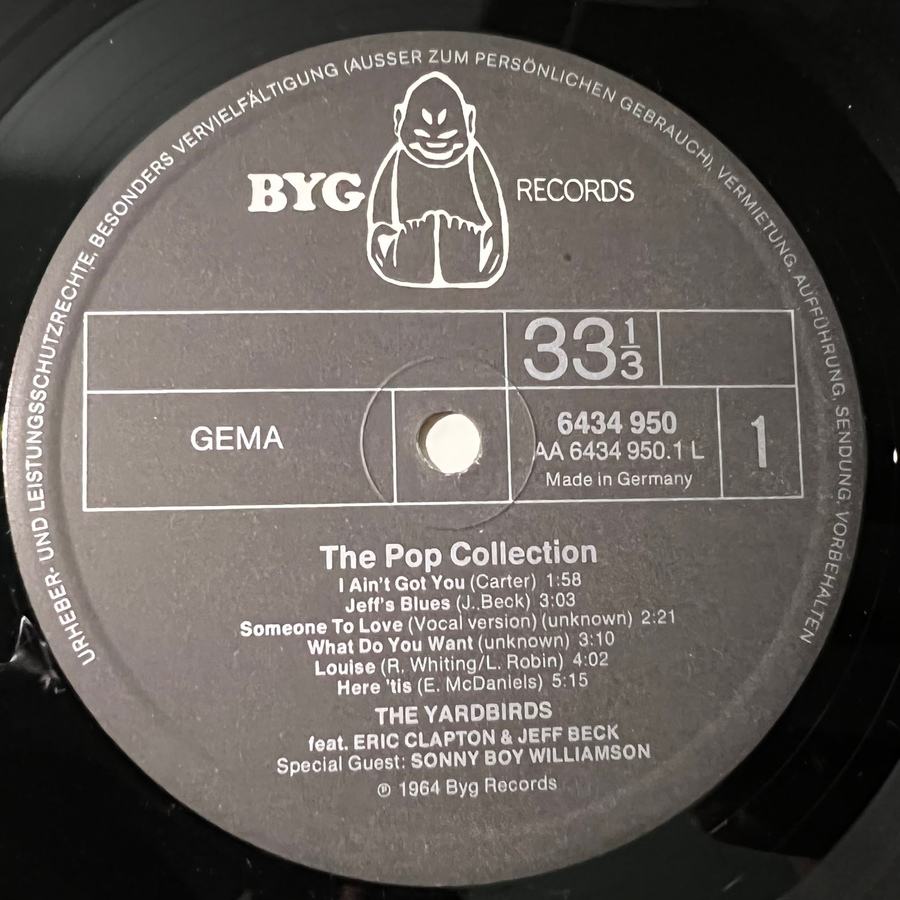 URHEBER- UND LEISTUNGSSCHUTZRECHTE, BESONDERS VERVIELFÄLTIGUNG (AUSSER ZUM PERSÖNLICHEN GEBRAUCH), VERMIETUNG, AUFFÜHRUNG, SENDUNG, VORBEHALTEN
BYG RECORDS
33 1/3
GEMA
6434 950
AA 6434 950.1 L
Made in Germany
1
The Pop Collection
I Ain't Got You (Carter) 1:58
Jeff's Blues (J..Beck) 3:03
Someone To Love (Vocal version) (unknown) 2:21
What Do You Want (unknown) 3:10
Louise (R. Whiting/L. Robin) 4:02
Here 'tis (E. McDaniels) 5:15
THE YARDBIRDS
feat. ERIC CLAPTON & JEFF BECK
Special Guest: SONNY BOY WILLIAMSON
℗ 1964 Byg Records